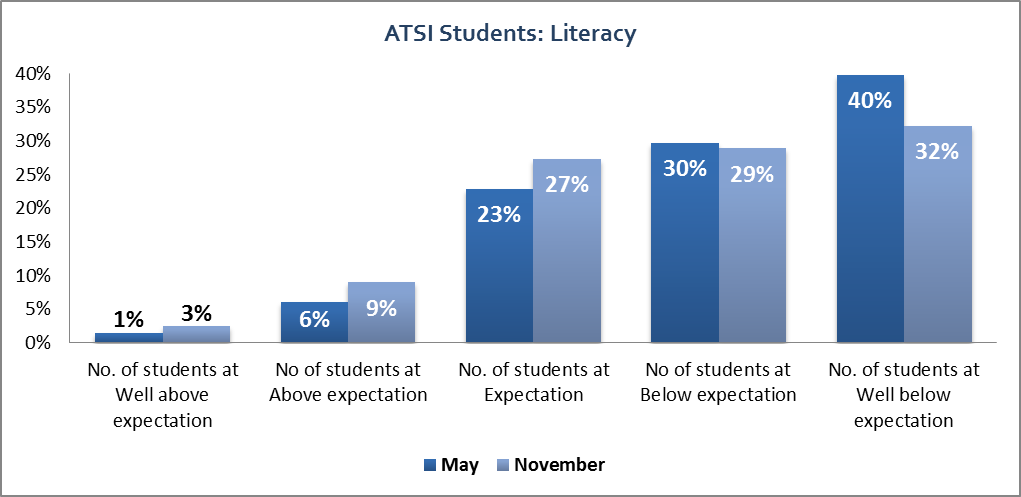 ATSI Students: Literacy
40%
35%
30%
25%
20%
15%
10%
5%
0%
1%
3%
6%
9%
23%
27%
30%
29%
40%
32%
No. of students at
Well above
expectation
No of students at
Above expectation
No. of students at
Expectation
No of students at
Below expectation
No. of students at
Well below
expectation
May
November